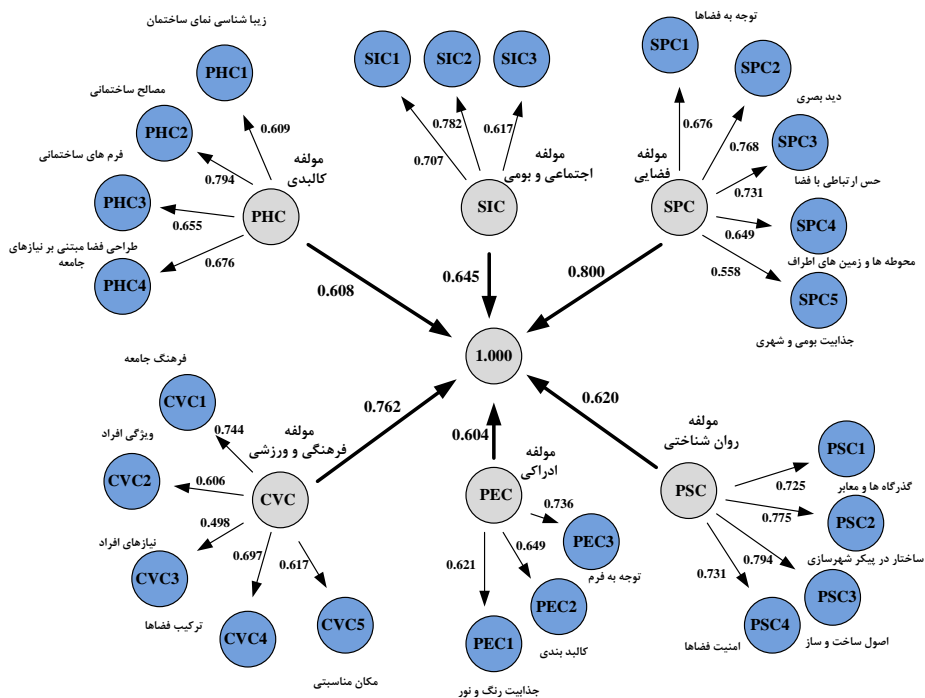 زیبا شناسی نمای ساختمان
PHC1
مصالح ساختمانی
PHC2
0.609
فرم های ساختمانی
0.794
مولفه
کالبدی
PHC3
0.655
PHC
طراحی فضا مبتنی بر نیازهای
جامعه
0.676
PHC4
0.608
SIC1
SIC2
SIC3
0.707
0.782
0.617
مولفه
اجتماعی و بومی
SIC
0.645
توجه به فضاها
SPC1
SPC2
دید بصری
0.676
0.768
SPC3
مولفه
فضایی
0.731
حس ارتباطی با فضا
SPC
0.649
SPC4
محوطه ها و زمین های اطراف
0.558
SPC5
جذابیت بومی و شهری
0.800
1.000
فرهنگ جامعه
CVC1
0.762
ویژگی افراد
0.744
مولفه
فرهنگی و ورزشی
CVC2
0.606
CVC
نیازهای افراد
0.498
CVC3
0.697
0.617
ترکیب فضاها
CVC4
CVC5
مکان مناسبتی
0.604
مولفه
ادراکی
PEC
0.736
PEC3
0.649
0.621
توجه به فرم
PEC2
کالبد بندی
PEC1
جذابیت رنگ و نور
0.620
مولفه
روان شناختی
PSC
PSC1
0.725
گذرگاه ها و معابر
0.775
PSC2
ساختار در پیکر شهرسازی
0.794
0.731
PSC3
اصول ساخت و ساز
PSC4
امنیت فضاها